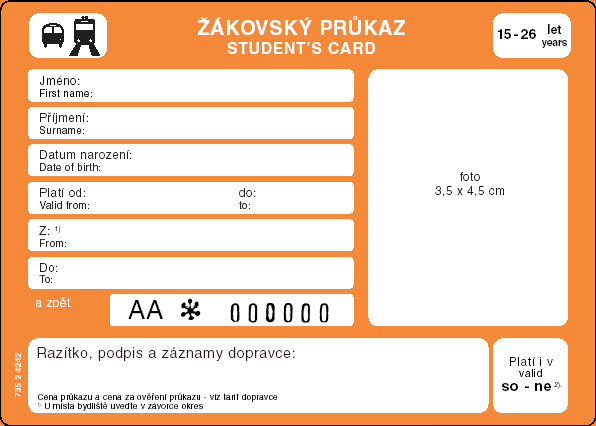 ŽÁKOVSKÝ PRŮKAZ
STUDENT'S CARD
15 - 26 let
years
Jméno:
First name:
Příjmení:
Surname:
Datum narození:
Date of birth:
Platí od: do:
Valid from: to:
Z: 1)
From:
Do:
To:
a zpět
AA ✻ 000000
foto
3,5 x 4,5 cm
Razítko, podpis a záznamy dopravce:
Cena průkazu a cena za ověření průkazu - viz tarif dopravce
1) U místa bydliště uveďte v závorce okres
Platí i v
valid
so - ne 2)
735 2 4242